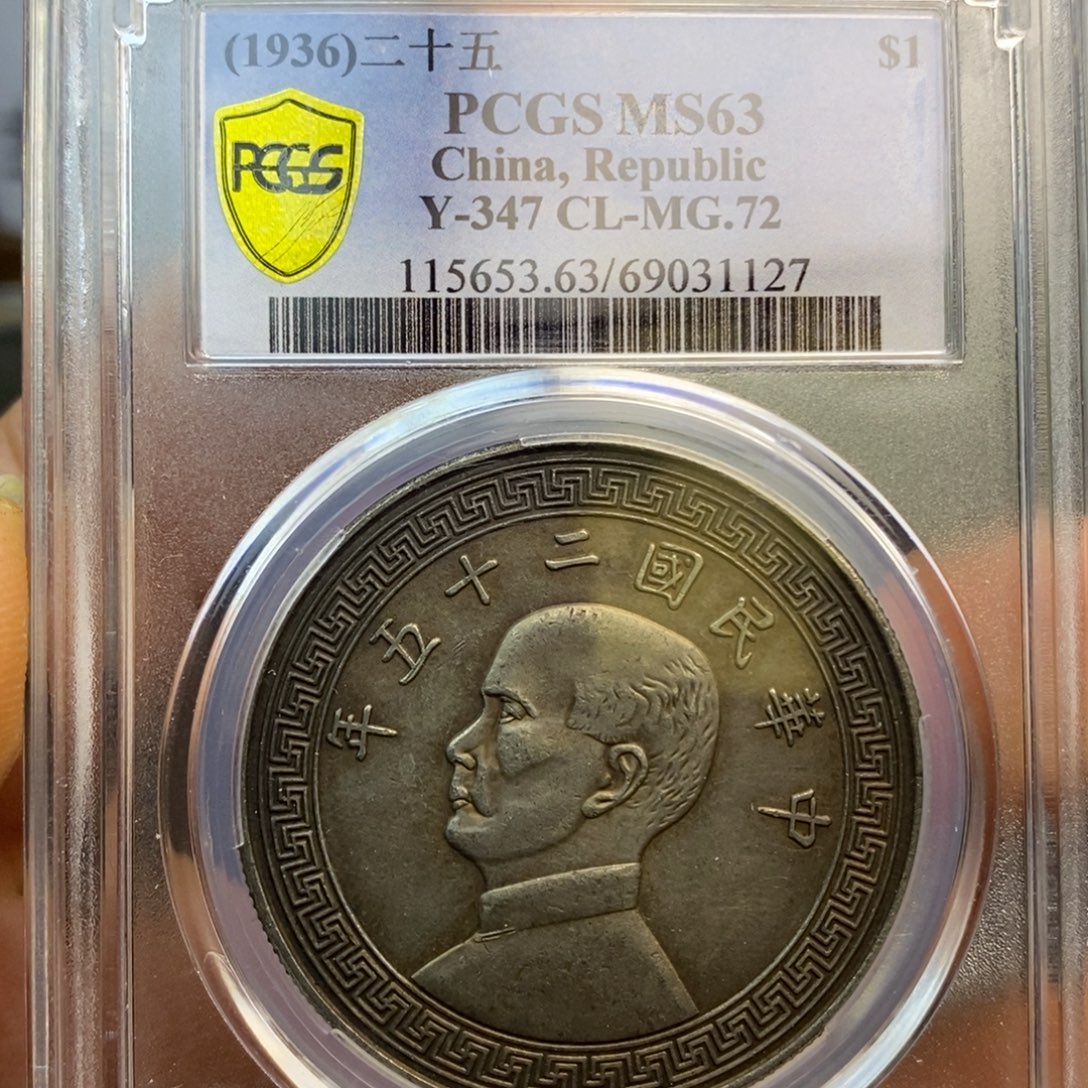 (1936)二十五 $1
PCGS MS63
China, Republic
Y-347 CL-MG.72
115653.63/69031127
PCGS
中華民國二十五年